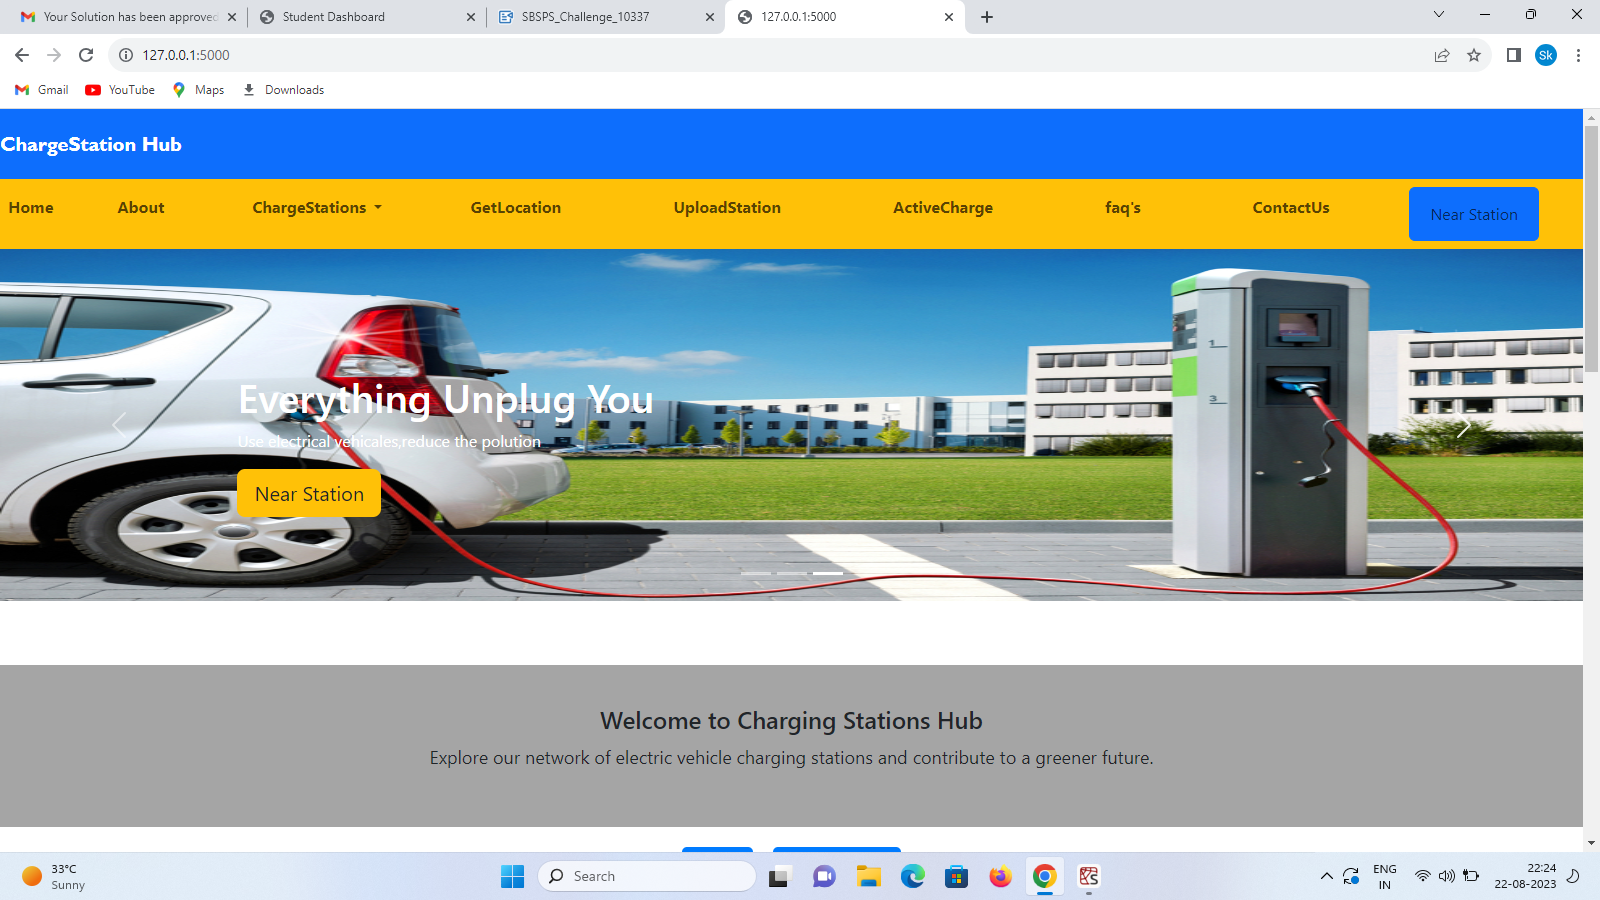 Your Solution has been approved
Student Dashboard
SBSPS_Challenge_10337
127.0.0.1:5000
127.0.0.1:5000
Sk
Gmail
YouTube
Maps
Downloads
ChargeStation Hub
Home
About
ChargeStations
GetLocation
UploadStation
ActiveCharge
faq's
ContactUs
Near Station
1
3
Everything Unplug You
Use electrical vehicales,reduce the polution
Near Station
Welcome to Charging Stations Hub
Explore our network of electric vehicle charging stations and contribute to a greener future.
33°C
Sunny
Search
ENG
IN
22:24
22-08-2023